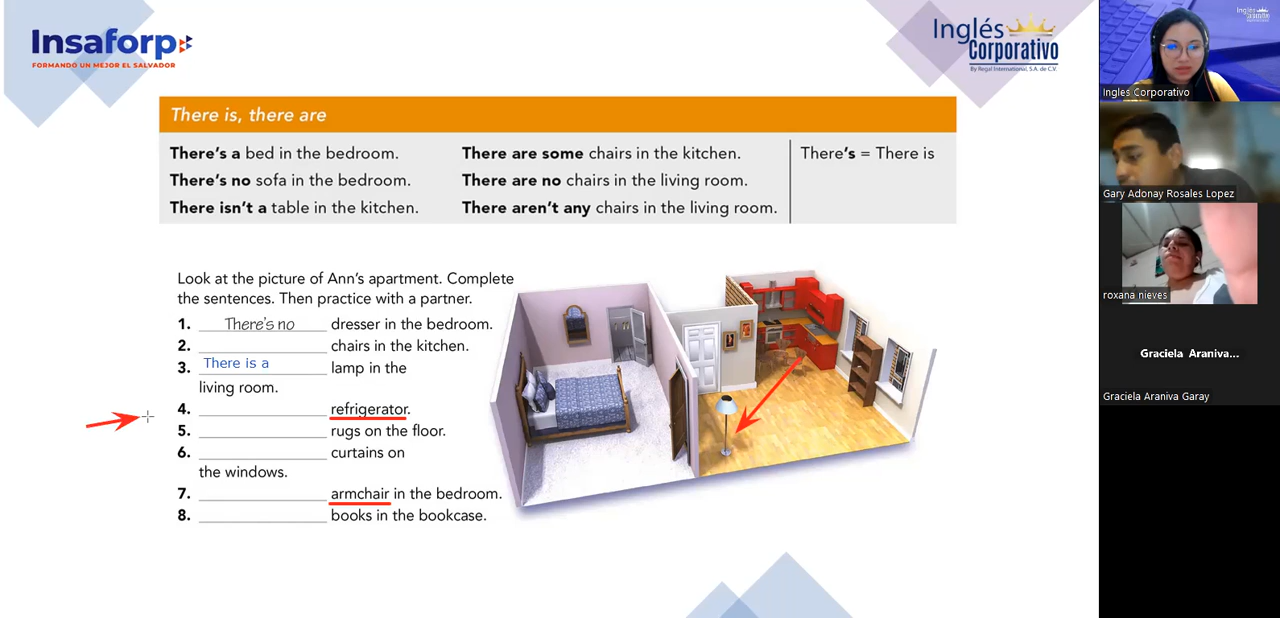 Insaforp
FORMANDO UN MEJOR EL SALVADOR
Inglés
Corporativo
By Regal International, S.A. de C.V.
There is, there are
There's a bed in the bedroom.
There are some chairs in the kitchen.
There's = There is
There's no sofa in the bedroom.
There are no chairs in the living room.
There isn't a table in the kitchen.
There aren't any chairs in the living room.
Look at the picture of Ann's apartment. Complete
the sentences. Then practice with a partner.
1. There's no dresser in the bedroom.
2. chairs in the kitchen.
3. There is a lamp in the
living room.
4. refrigerator.
5. rugs on the floor.
6. curtains on
the windows.
7. armchair in the bedroom.
8. books in the bookcase.
Inglés
Corporativo
Ingles Corporativo
Gary Adonay Rosales Lopez
roxana nieves
Graciela Araniva...
Graciela Araniva Garay